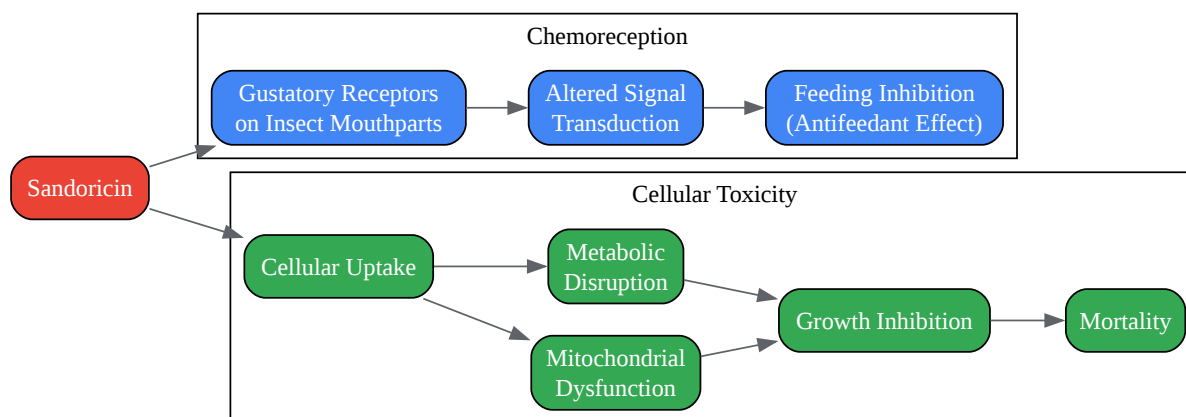 Chemoreception
Gustatory Receptors
on Insect Mouthparts
Altered Signal
Transduction
Feeding Inhibition
(Antifeedant Effect)
Sandoricin
Cellular Toxicity
Cellular Uptake
Metabolic
Disruption
Mitochondrial
Dysfunction
Growth Inhibition
Mortality